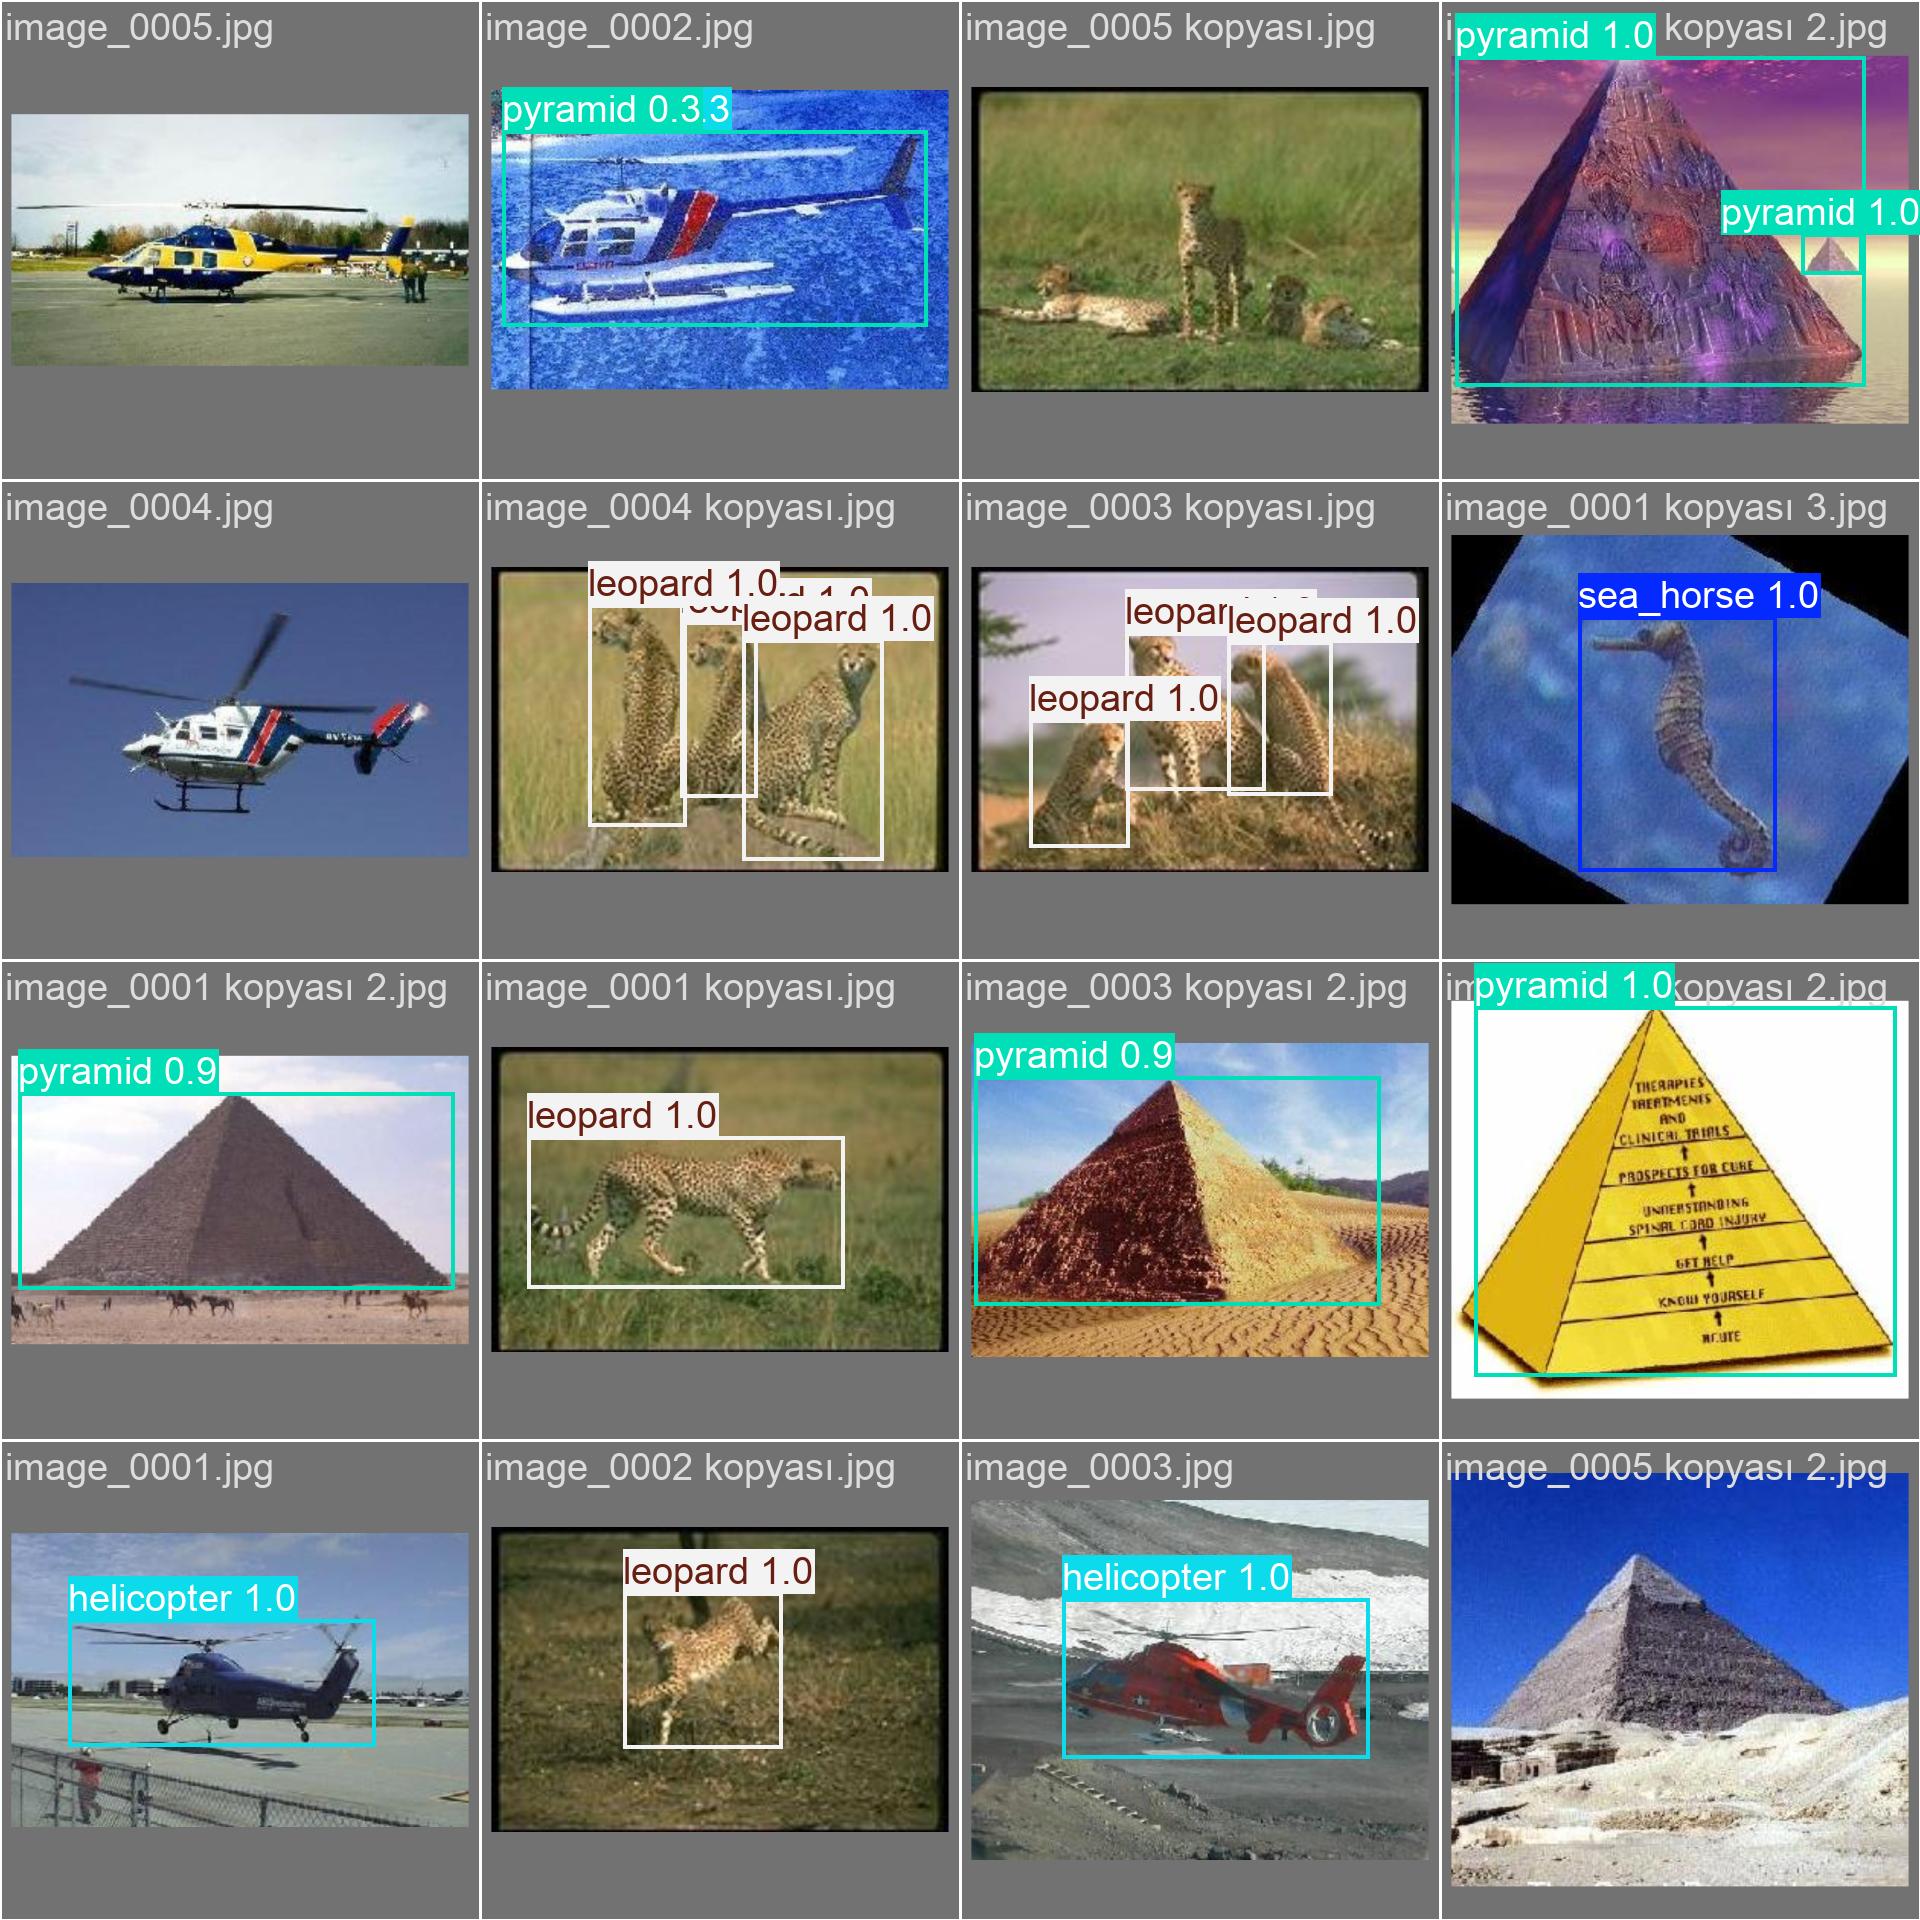 image_0005.jpg
image_0002.jpg
pyramid 0.3
.3
image_0005 kopyası.jpg
kopyası 2.jpg
pyramid 1.0
pyramid 1.0
image_0004.jpg
image_0004 kopyası.jpg
leopard 1.0
leopard 1.0
image_0003 kopyası.jpg
leopard 1.0
leopard 1.0
image_0001 kopyası 3.jpg
sea_horse 1.0
image_0001 kopyası 2.jpg
pyramid 0.9
image_0001 kopyası.jpg
leopard 1.0
image_0003 kopyası 2.jpg
pyramid 0.9
pyramid 1.0
kopyası 2.jpg
THERAPIES
TREATMENTS
AND
CLINICAL TRIALS
PROSPECTS FOR CURE
UNDERSTANDING
SPINAL CORD INJURY
GET HELP
KNOW YOURSELF
ACUTE
image_0001.jpg
helicopter 1.0
image_0002 kopyası.jpg
leopard 1.0
image_0003.jpg
helicopter 1.0
image_0005 kopyası 2.jpg